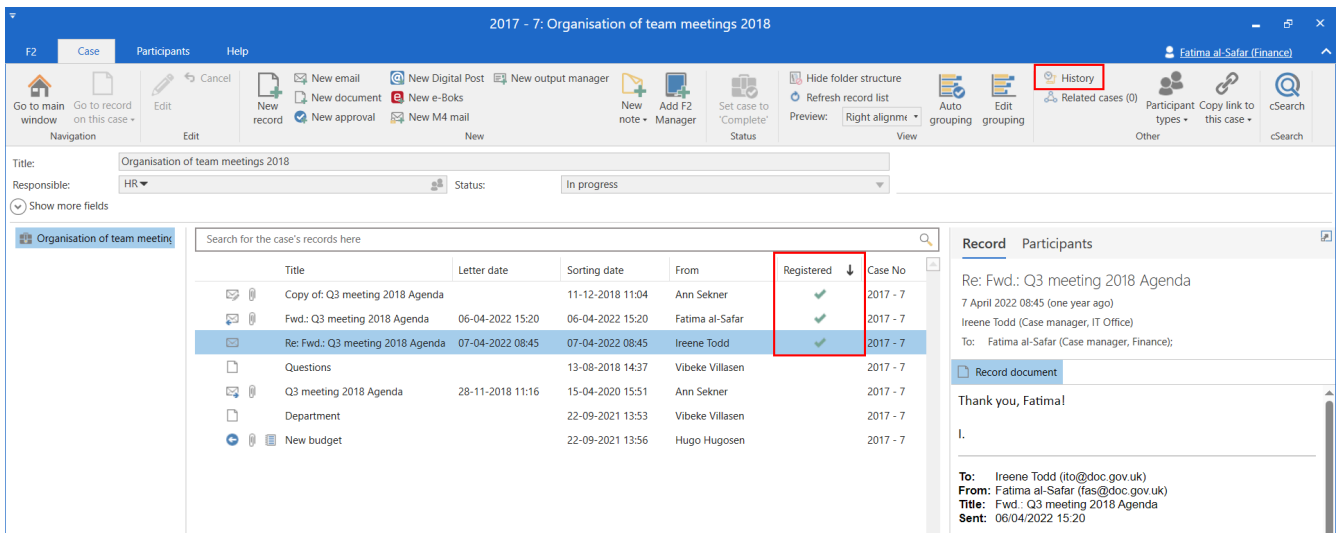 2017 - 7: Organisation of team meetings 2018
F2 Case Participants Help Fatima al-Safar (Finance)
Go to main window
Go to record on this case
Navigation
Edit
Cancel
Edit
New record
New email
New document
New approval
New Digital Post
New e-Boks
New M4 mail
New output manager
New
New note
Add F2 Manager
Set case to 'Complete'
Status
Hide folder structure
Refresh record list
Preview: Right alignme
Auto grouping
Edit grouping
View
History
Related cases (0)
Participant types
Copy link to this case
Other
cSearch
cSearch
Title: Organisation of team meetings 2018
Responsible: HR Status: In progress
Show more fields
Organisation of team meeting
Search for the case's records here
Title Letter date Sorting date From Registered Case No
Copy of: Q3 meeting 2018 Agenda 11-12-2018 11:04 Ann Sekner 2017 - 7
Fwd.: Q3 meeting 2018 Agenda 06-04-2022 15:20 06-04-2022 15:20 Fatima al-Safar 2017 - 7
Re: Fwd.: Q3 meeting 2018 Agenda 07-04-2022 08:45 07-04-2022 08:45 Ireene Todd 2017 - 7
Questions 13-08-2018 14:37 Vibeke Villasen 2017 - 7
Q3 meeting 2018 Agenda 28-11-2018 11:16 15-04-2020 15:51 Ann Sekner 2017 - 7
Department 22-09-2021 13:53 Vibeke Villasen 2017 - 7
New budget 22-09-2021 13:56 Hugo Hugosen 2017 - 7
Record Participants
Re: Fwd.: Q3 meeting 2018 Agenda
7 April 2022 08:45 (one year ago)
Ireene Todd (Case manager, IT Office)
To: Fatima al-Safar (Case manager, Finance);
Record document
Thank you, Fatima!
I.
To: Ireene Todd (ito@doc.gov.uk)
From: Fatima al-Safar (fas@doc.gov.uk)
Title: Fwd.: Q3 meeting 2018 Agenda
Sent: 06/04/2022 15:20